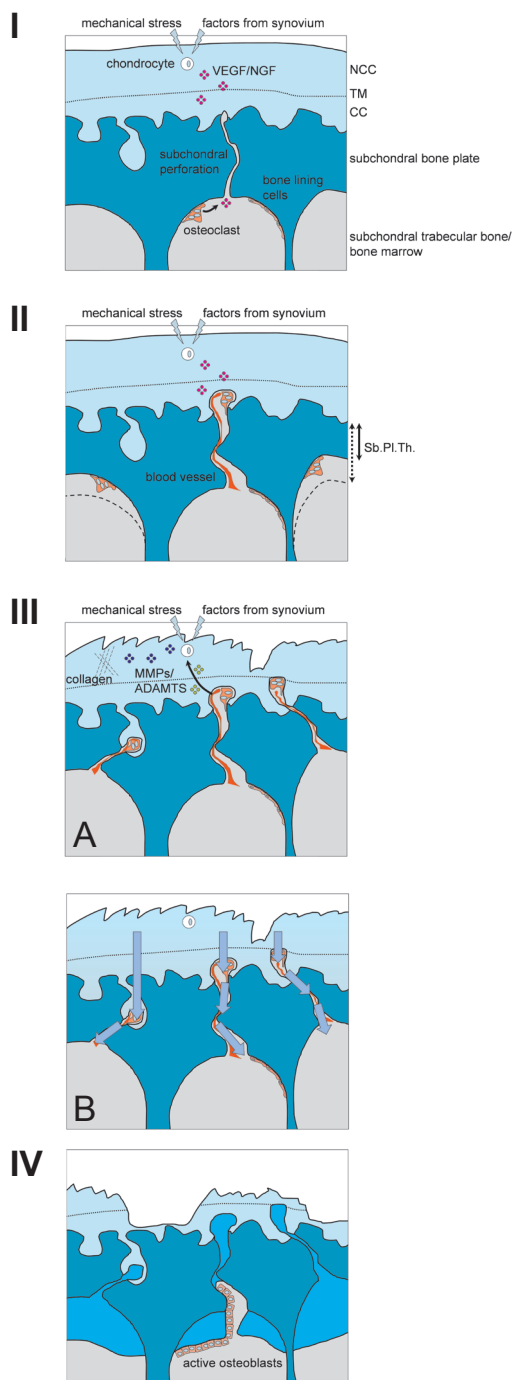 I
mechanical stress
factors from synovium
chondrocyte
VEGF/NGF
NCC
TM
CC
subchondral
perforation
subchondral bone plate
bone lining
cells
osteoclast
subchondral trabecular bone/
bone marrow
II
mechanical stress
factors from synovium
Sb.Pl.Th.
blood vessel
III
mechanical stress
factors from synovium
collagen
MMPs/
ADAMTS
A
B
IV
active osteoblasts